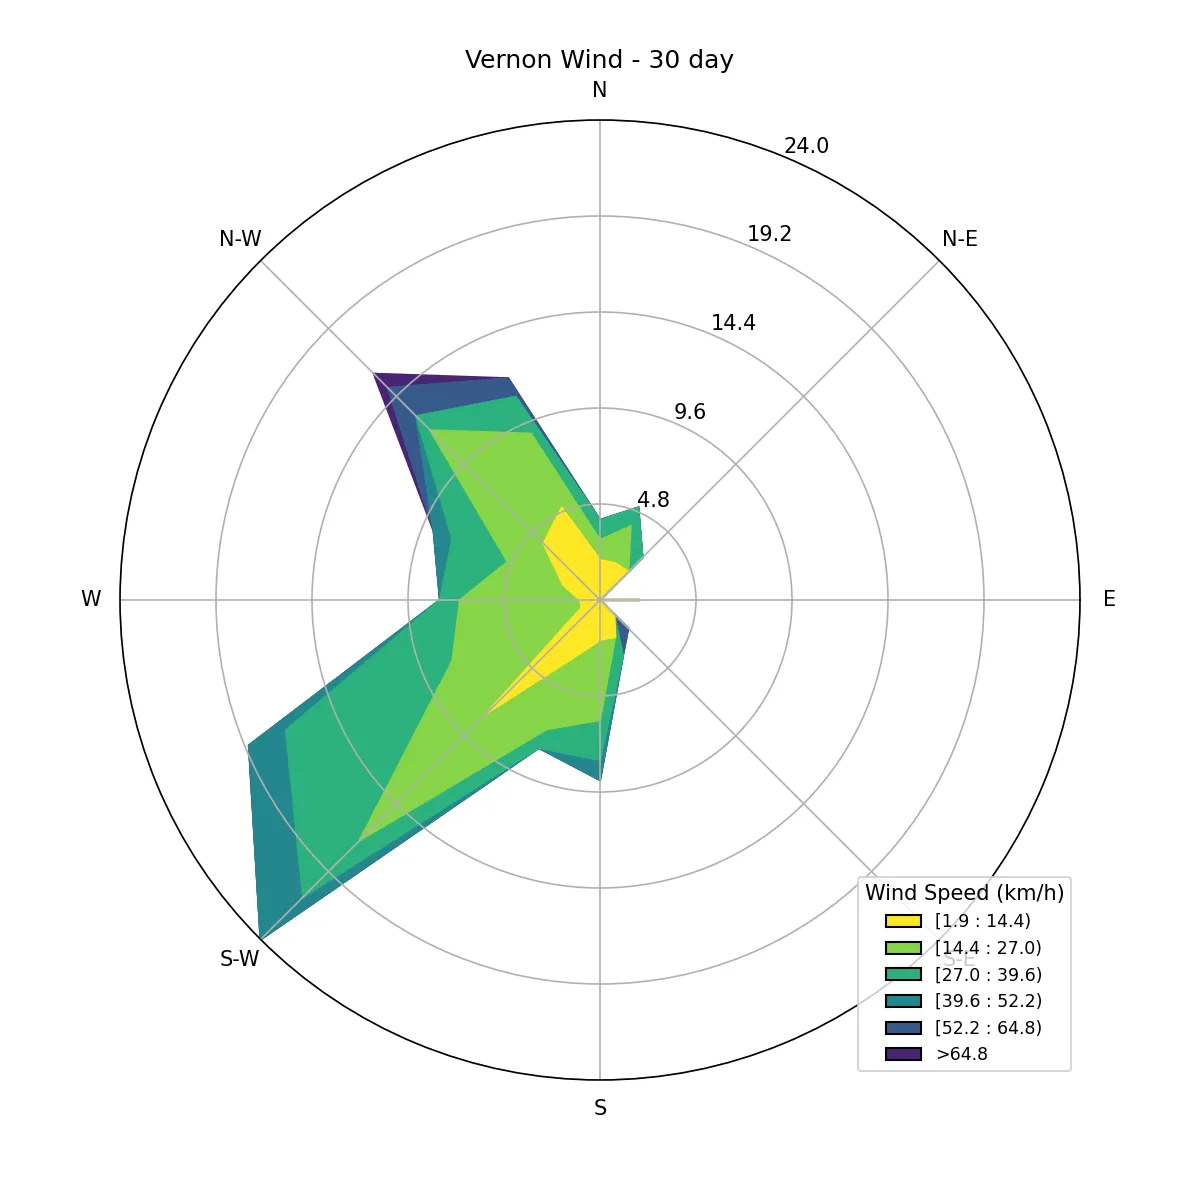 Vernon Wind - 30 day
N
24.0
N-W
19.2
N-E
14.4
9.6
4.8
W
E
S-W
S-E
S
Wind Speed (km/h)
[1.9 : 14.4)
[14.4 : 27.0)
[27.0 : 39.6)
[39.6 : 52.2)
[52.2 : 64.8)
>64.8